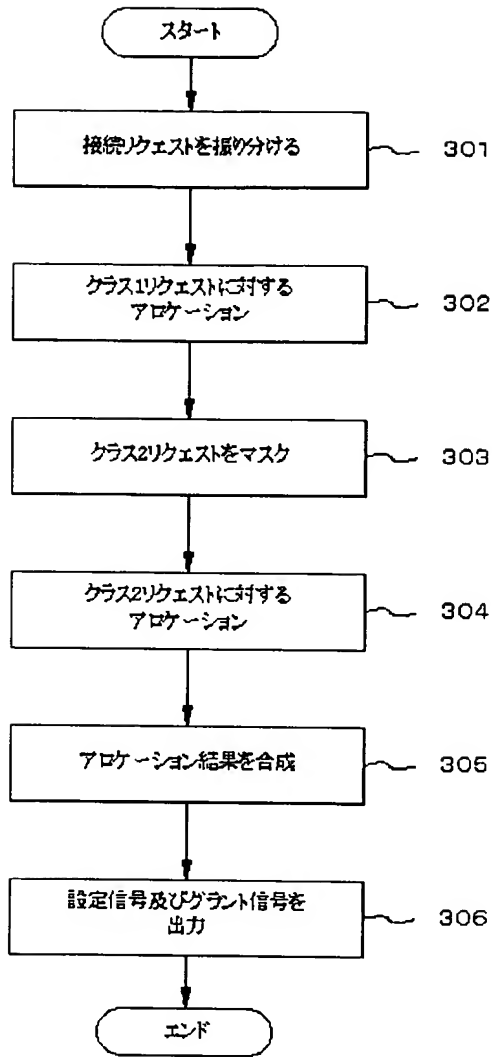 スタート
接続リクエストを振り分ける
301
クラス1リクエストに対する
アロケーション
302
クラス2リクエストをマスク
303
クラス2リクエストに対する
アロケーション
304
アロケーション結果を合成
305
設定信号及びグラント信号を
出力
306
エンド